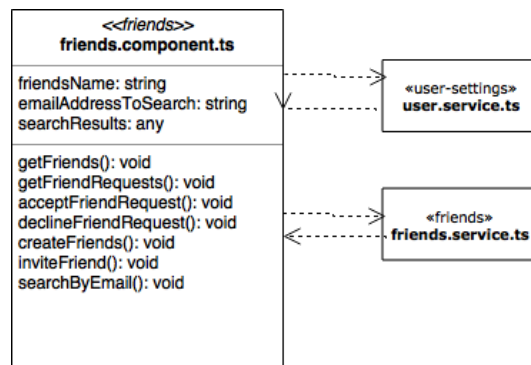 <<friends>>
friends.component.ts
friendsName: string
emailAddressToSearch: string
searchResults: any
getFriends(): void
getFriendRequests(): void
acceptFriendRequest(): void
declineFriendRequest(): void
createFriends(): void
inviteFriend(): void
searchByEmail(): void
«user-settings»
user.service.ts
«friends»
friends.service.ts